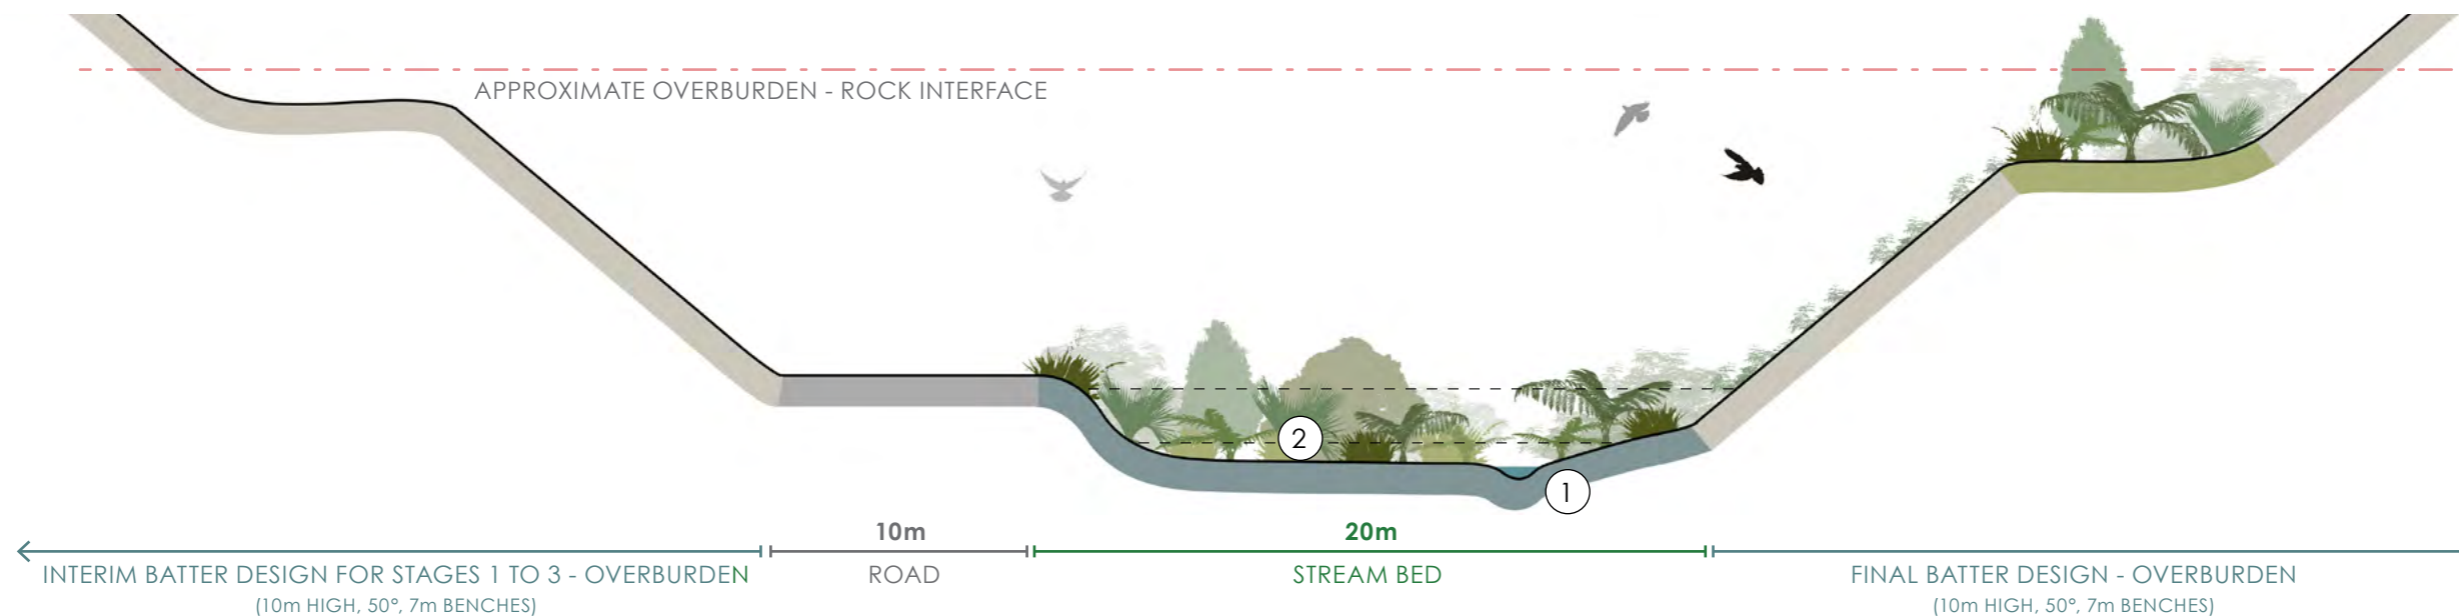 APPROXIMATE OVERBURDEN - ROCK INTERFACE
2
1
10m
20m
INTERIM BATTER DESIGN FOR STAGES 1 TO 3 - OVERBURDEN
ROAD
STREAM BED
FINAL BATTER DESIGN - OVERBURDEN
(10m HIGH, 50°, 7m BENCHES)
(10m HIGH, 50°, 7m BENCHES)